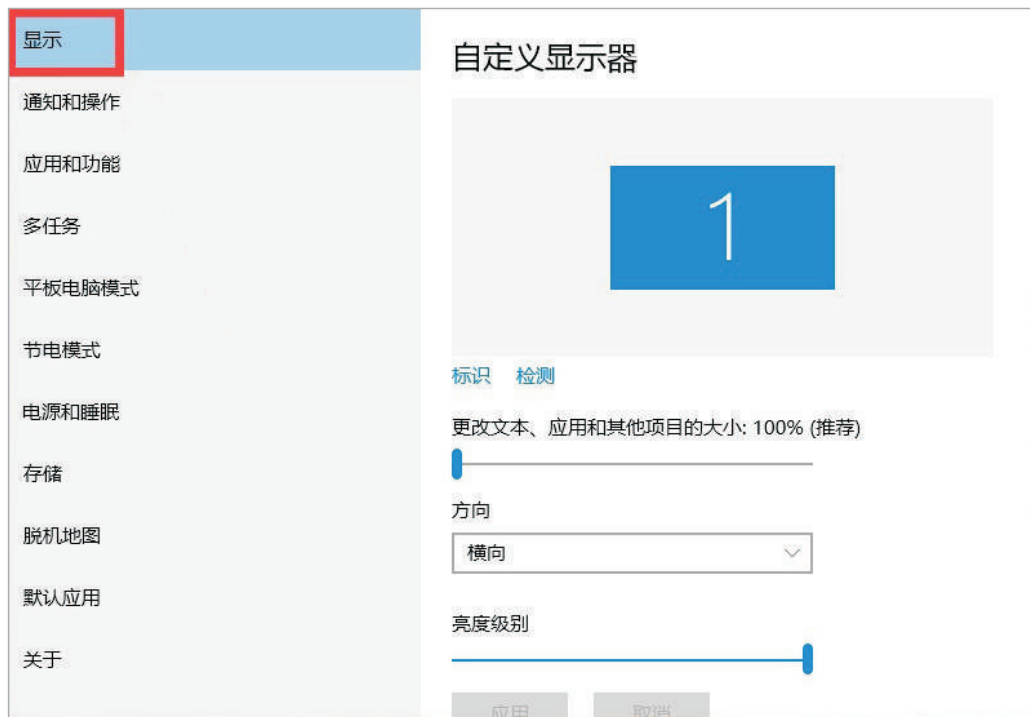 显示
通知和操作
应用和功能
多任务
平板电脑模式
节电模式
电源和睡眠
存储
脱机地图
默认应用
关于
自定义显示器
1
标识 检测
更改文本、应用和其他项目的大小: 100% (推荐)
方向
横向
亮度级别
应用 取消